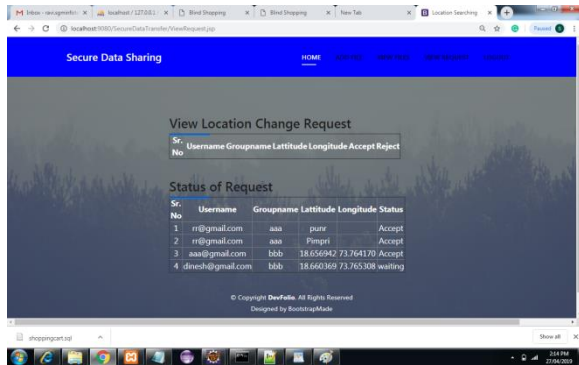 Inbox - ravi.apminfot
localhost / 127.0.0.1
Blind Shopping
Blind Shopping
New Tab
Location Searching
localhost:9080/SecureDataTransfer/ViewRequest.jsp
Paused
Secure Data Sharing
HOME
View Location Change Request
Sr. No Username Groupname Lattitude Longitude Accept Reject
Status of Request
Sr. No Username Groupname Lattitude Longitude Status
1 rr@gmail.com aaa punr Accept
2 rr@gmail.com aaa Pimpri Accept
3 aaa@gmail.com bbb 18.656942 73.764170 Accept
4 dinesh@gmail.com bbb 18.660369 73.765308 waiting
© Copyright DevFolio. All Rights Reserved
Designed by BootstrapMade
shoppingcart.sql
Show all
2:14 PM
27/04/2019